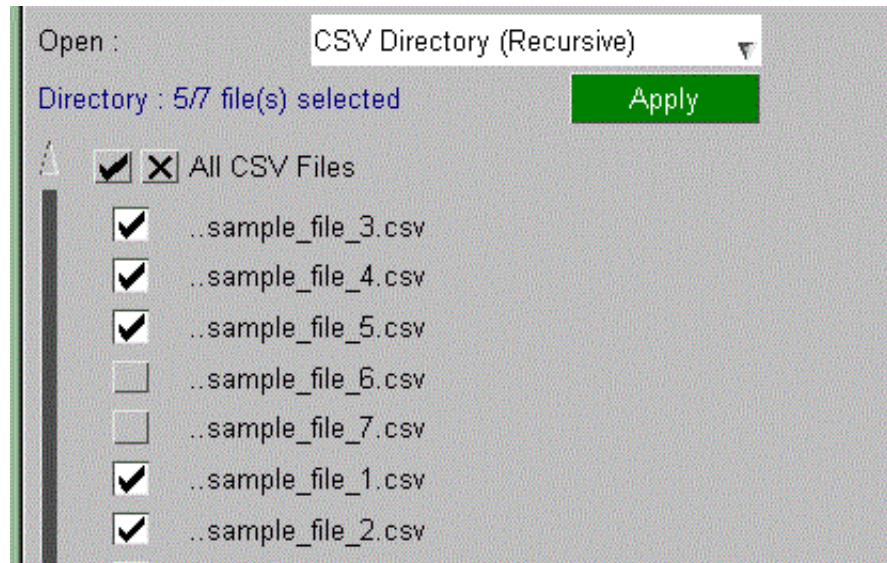 Open : CSV Directory (Recursive)
Directory : 5/7 file(s) selected Apply
All CSV Files
..sample_file_3.csv
..sample_file_4.csv
..sample_file_5.csv
..sample_file_6.csv
..sample_file_7.csv
..sample_file_1.csv
..sample_file_2.csv